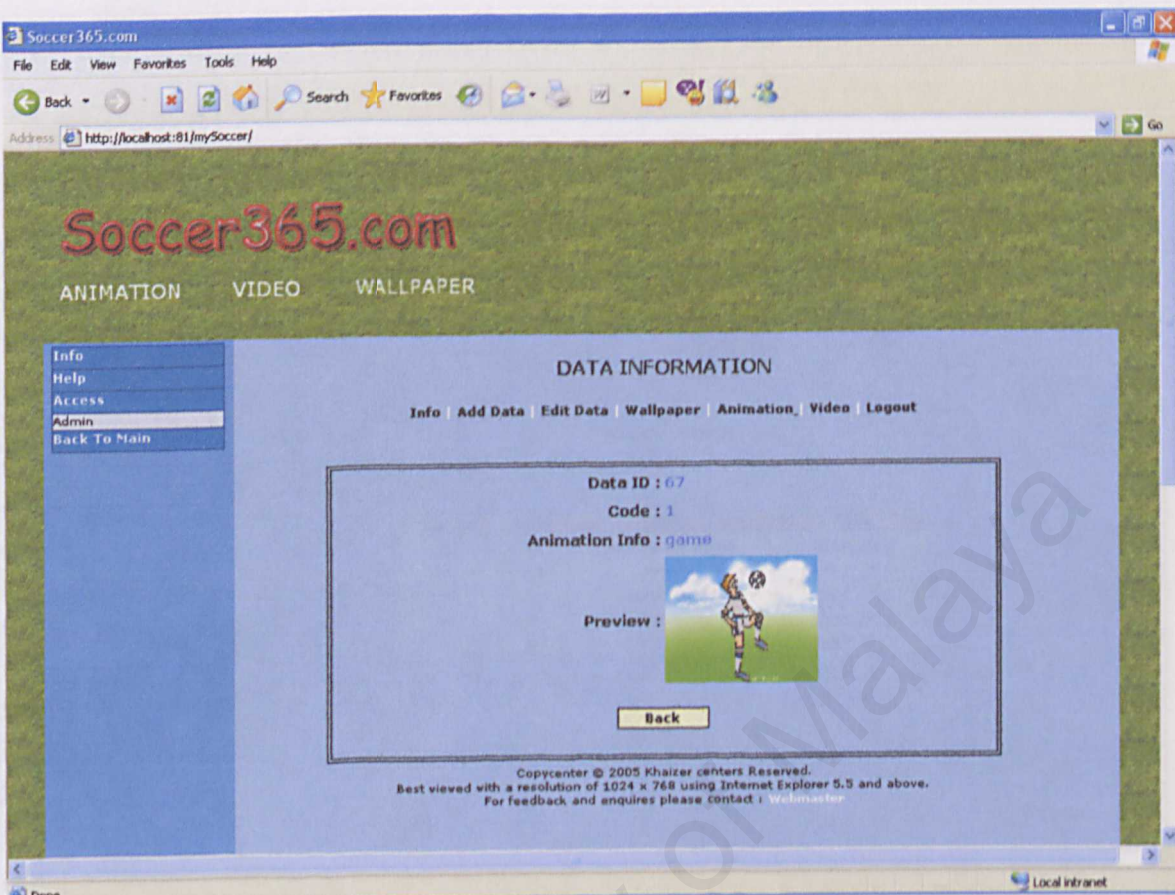 Soccer365.com
File Edit View Favorites Tools Help
Back Search Favorites
Address http://localhost:81/mySoccer/ Go
Soccer365.com
ANIMATION VIDEO WALLPAPER
Info
Help
Access
Admin
Back To Main
DATA INFORMATION
Info | Add Data | Edit Data | Wallpaper | Animation | Video | Logout
Data ID : 67
Code : 1
Animation Info : game
Preview :
Back
Copycenter © 2005 Khaizer centers Reserved.
Best viewed with a resolution of 1024 x 768 using Internet Explorer 5.5 and above.
For feedback and enquires please contact : Webmaster
Local intranet
of Malaya